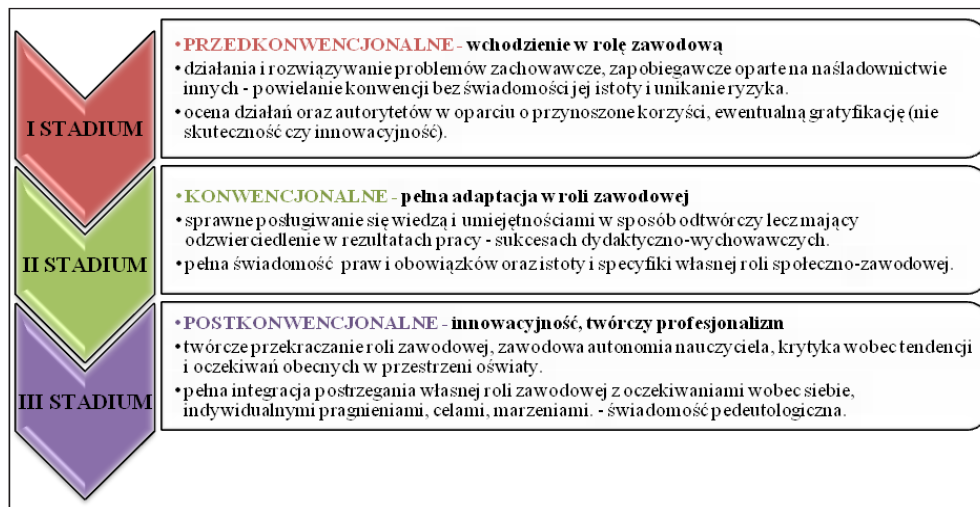 I STADIUM
• PRZEDKONWENCJONALNE - wchodzenie w rolę zawodową
• działania i rozwiązywanie problemów zachowawcze, zapobiegawcze oparte na naśladownictwie
innych - powielanie konwencji bez świadomości jej istoty i unikanie ryzyka.
• ocena działań oraz autorytetów w oparciu o przynoszone korzyści, ewentualną gratyfikację (nie
skuteczność czy innowacyjność).
II STADIUM
• KONWENCJONALNE - pełna adaptacja w roli zawodowej
• sprawne posługiwanie się wiedzą i umiejętnościami w sposób odtwórczy lecz mający
odzwierciedlenie w rezultatach pracy - sukcesach dydaktyczno-wychowawczych.
• pełna świadomość praw i obowiązków oraz istoty i specyfiki własnej roli społeczno-zawodowej.
III STADIUM
• POSTKONWENCJONALNE - innowacyjność, twórczy profesjonalizm
• twórcze przekraczanie roli zawodowej, zawodowa autonomia nauczyciela, krytyka wobec tendencji
i oczekiwań obecnych w przestrzeni oświaty.
• pełna integracja postrzegania własnej roli zawodowej z oczekiwaniami wobec siebie,
indywidualnymi pragnieniami, celami, marzeniami. - świadomość pedeutologiczna.